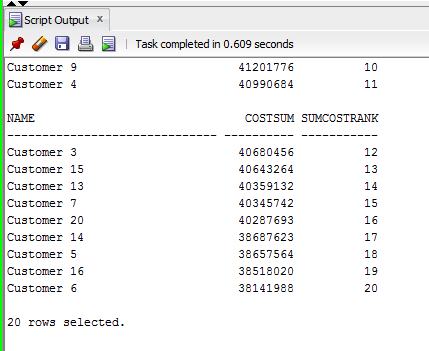 Script Output x
Task completed in 0.609 seconds
Customer 9 41201776 10
Customer 4 40990684 11
NAME COSTSUM SUMCOSTRANK
-------------------------------- ---------- -----------
Customer 3 40680456 12
Customer 15 40643264 13
Customer 13 40359132 14
Customer 7 40345742 15
Customer 20 40287693 16
Customer 14 38687623 17
Customer 5 38657564 18
Customer 16 38518020 19
Customer 6 38141988 20
20 rows selected.